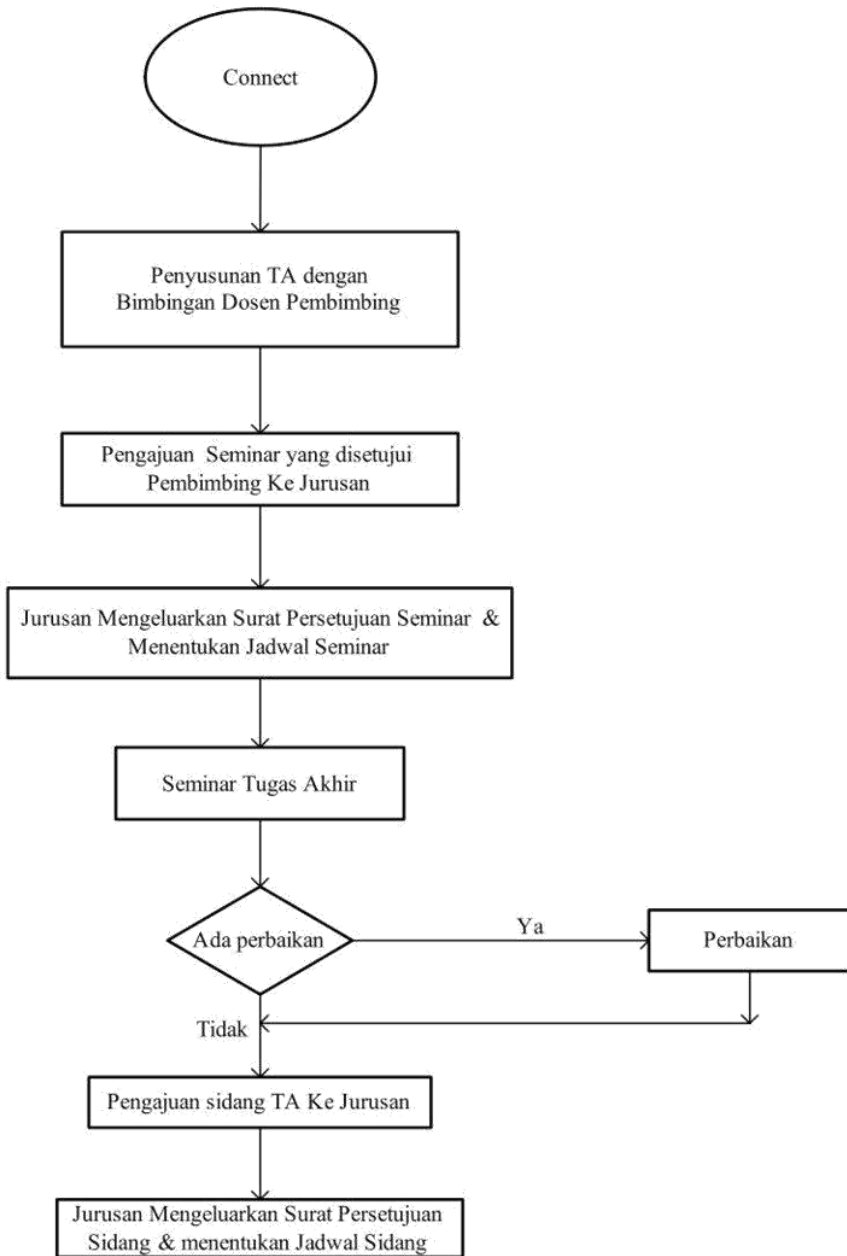 Connect
Penyusunan TA dengan
Bimbingan Dosen Pembimbing
Pengajuan Seminar yang disetujui
Pembimbing Ke Jurusan
Jurusan Mengeluarkan Surat Persetujuan Seminar &
Menentukan Jadwal Seminar
Seminar Tugas Akhir
Ada perbaikan
Ya
Perbaikan
Tidak
Pengajuan sidang TA Ke Jurusan
Jurusan Mengeluarkan Surat Persetujuan
Sidang & menentukan Jadwal Sidang